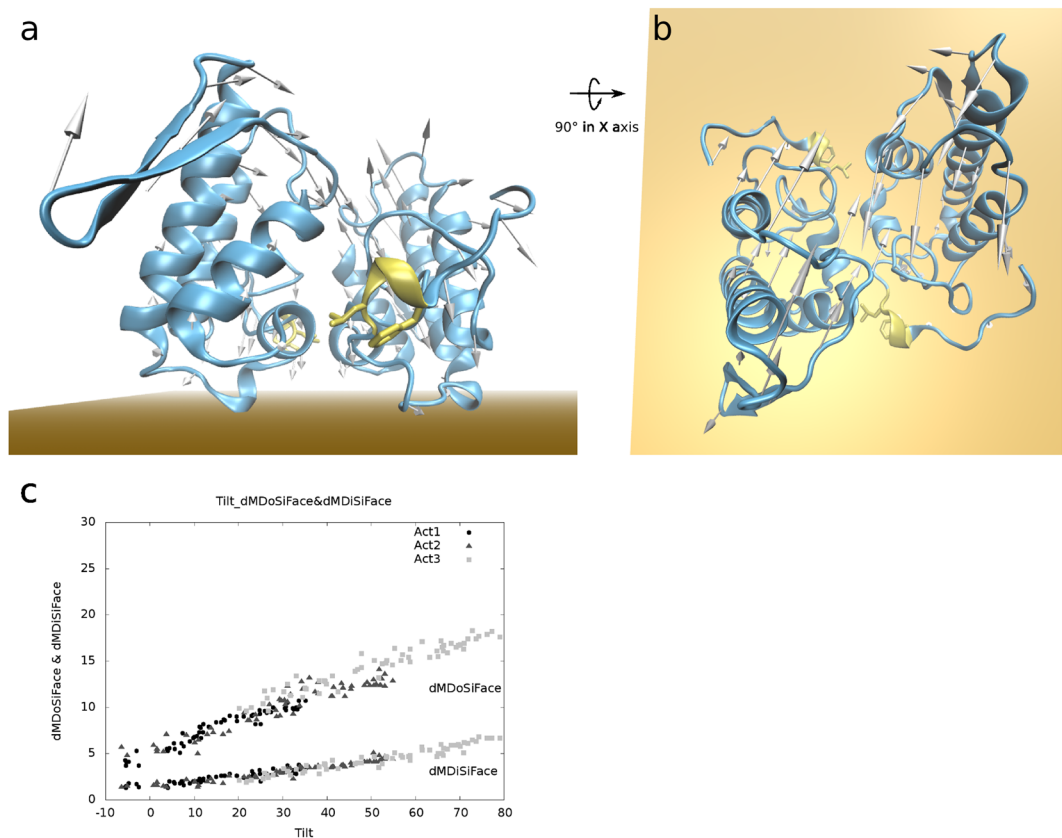 a
b
90° in X axis
c
Tilt_dMDoSiFace&dMDiSiFace
dMDoSiFace & dMDiSiFace
30
25
20
15
10
5
0
Act1
Act2
Act3
dMDoSiFace
dMDiSiFace
-10 0 10 20 30 40 50 60 70 80
Tilt